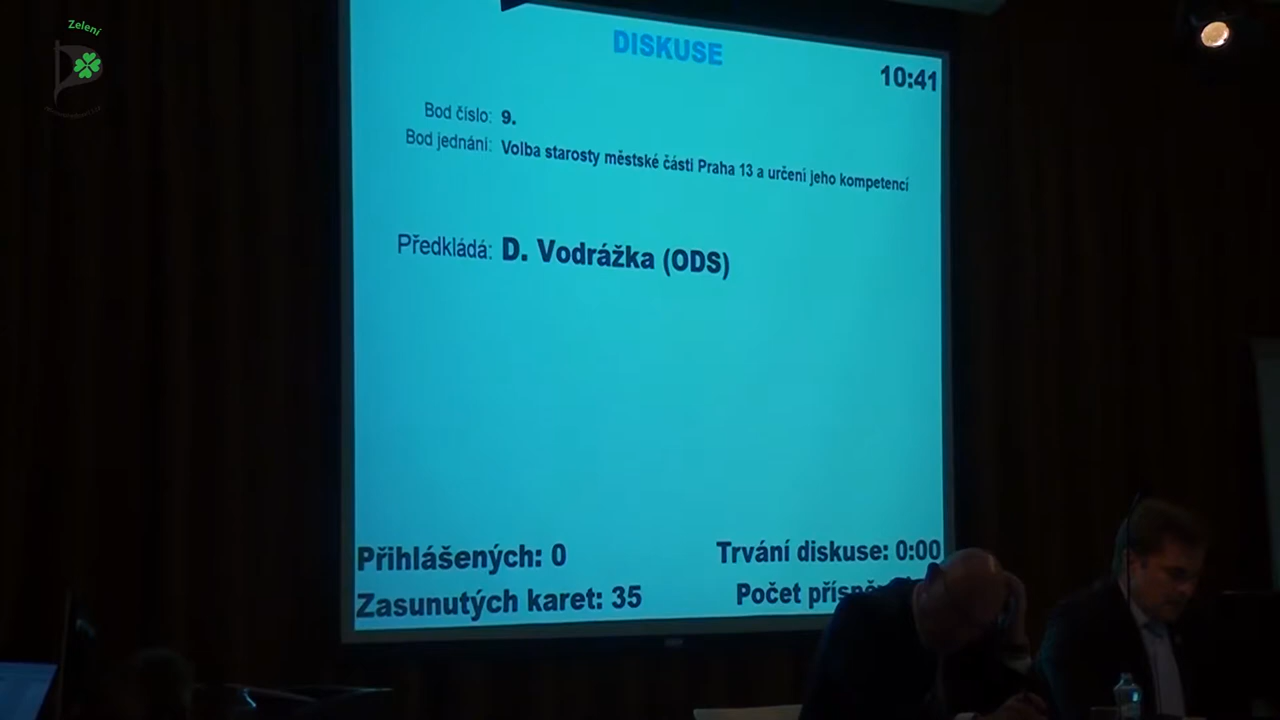 Zelení
DISKUSE
10:41
Bod číslo: 9.
Bod jednání: Volba starosty městské části Praha 13 a určení jeho kompetencí
Předkládá: D. Vodrážka (ODS)
Přihlášených: 0
Trvání diskuse: 0:00
Zasunutých karet: 35
Počet